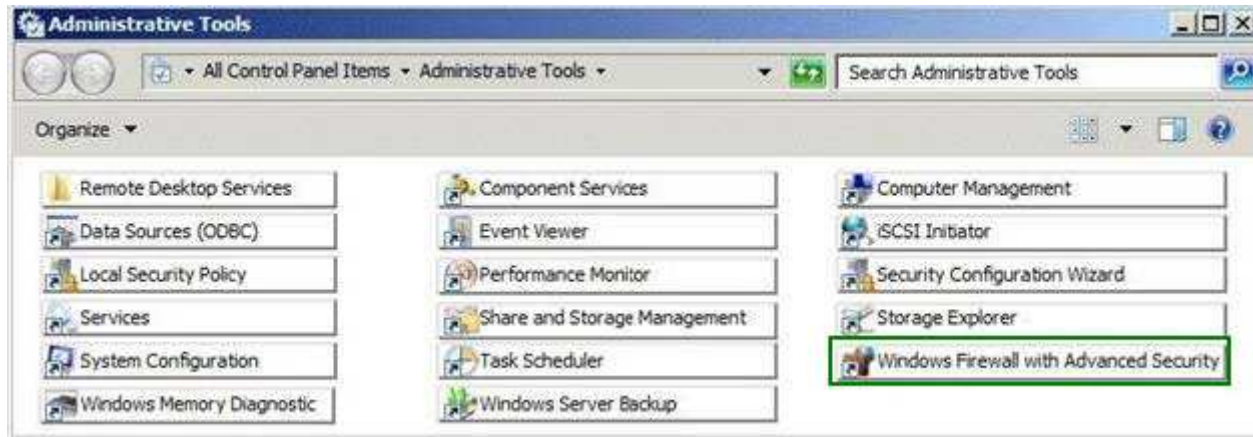 Administrative Tools
All Control Panel Items Administrative Tools Search Administrative Tools
Organize
Remote Desktop Services Component Services Computer Management
Data Sources (ODBC) Event Viewer iSCSI Initiator
Local Security Policy Performance Monitor Security Configuration Wizard
Services Share and Storage Management Storage Explorer
System Configuration Task Scheduler Windows Firewall with Advanced Security
Windows Memory Diagnostic Windows Server Backup